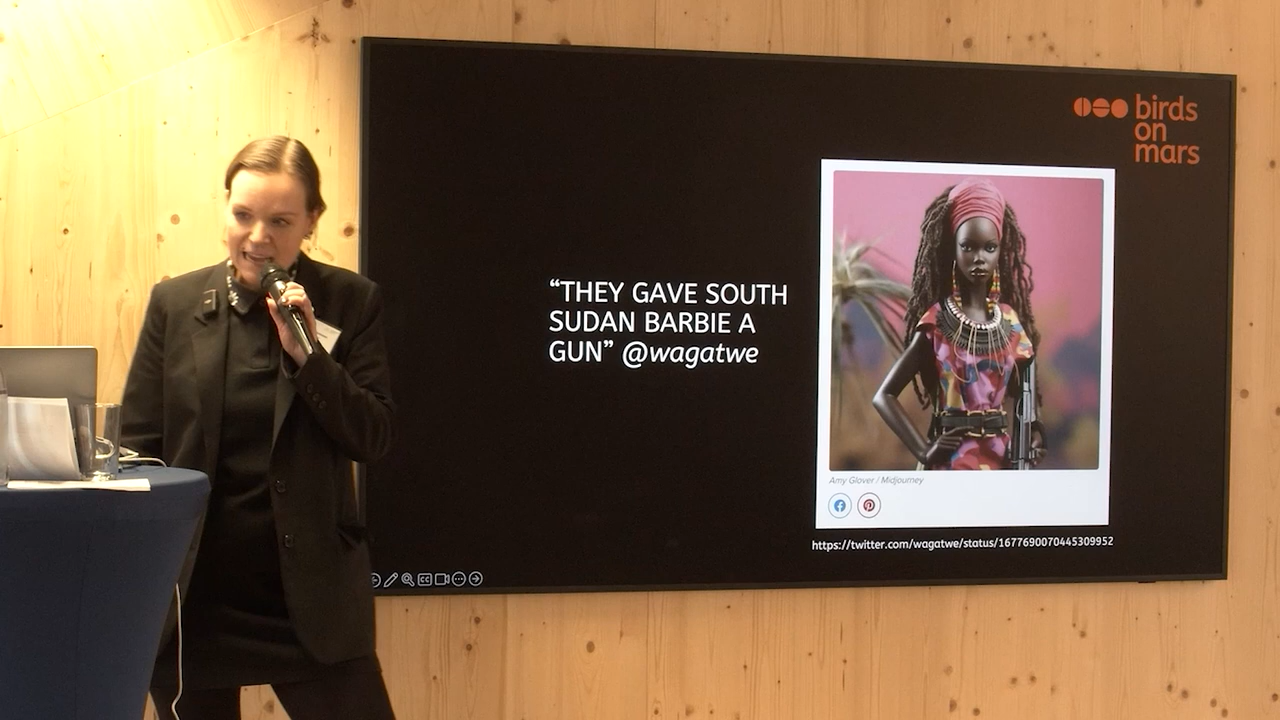 birds
on
mars
“THEY GAVE SOUTH
SUDAN BARBIE A
GUN” @wagatwe
Amy Glover / Midjourney
https://twitter.com/wagatwe/status/1677690070445309952
CC